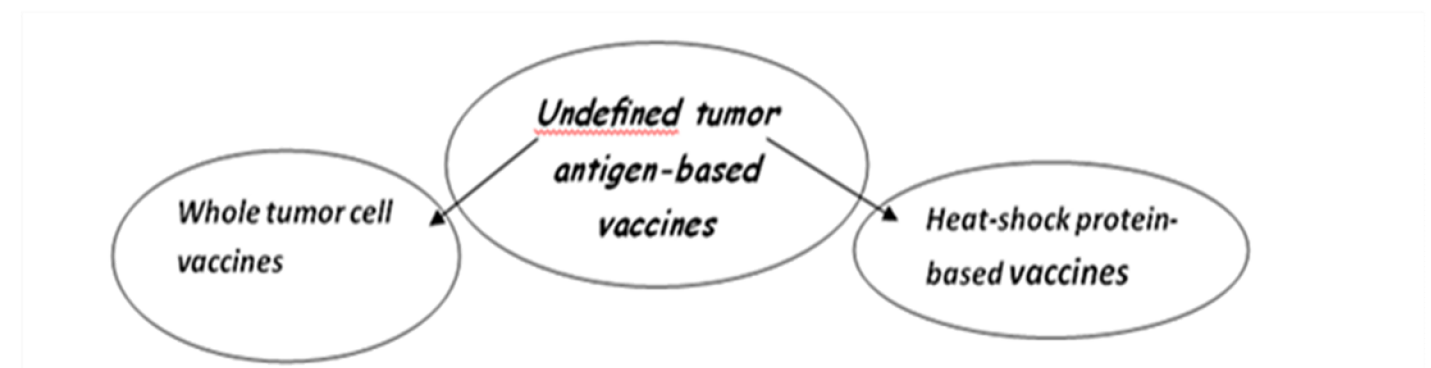 Undefined tumor
antigen-based
vaccines
Whole tumor cell
vaccines
Heat-shock protein-
based vaccines